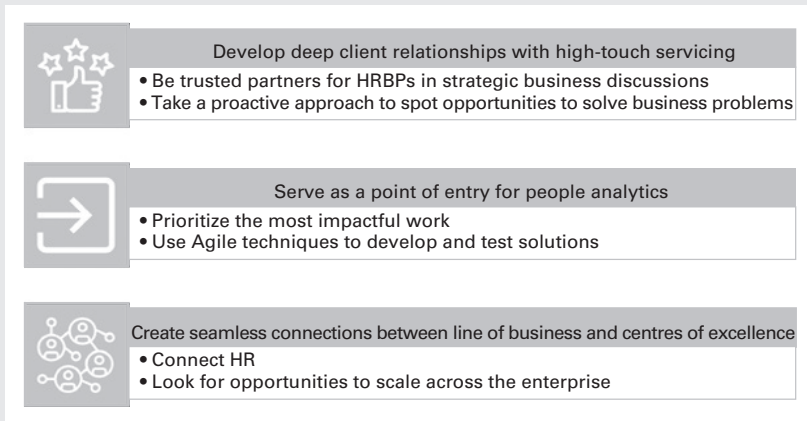 Develop deep client relationships with high-touch servicing
• Be trusted partners for HRBPs in strategic business discussions
• Take a proactive approach to spot opportunities to solve business problems
Serve as a point of entry for people analytics
• Prioritize the most impactful work
• Use Agile techniques to develop and test solutions
Create seamless connections between line of business and centres of excellence
• Connect HR
• Look for opportunities to scale across the enterprise